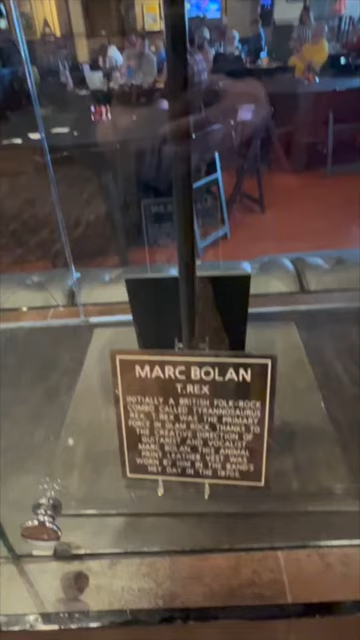 MARC BOLAN
T.REX
INITIALLY A BRITISH FOLK-ROCK
COMBO CALLED TYRANNOSAURUS
REX, T.REX WAS THE PRIMARY
FORCE IN GLAM ROCK, THANKS TO
THE CREATIVE DIRECTION OF
GUITARIST AND VOCALIST
MARC BOLAN. THIS ANIMAL
PRINT LEATHER VEST WAS
WORN BY HIM IN THE BAND'S
HEY DAY IN THE 1970S.